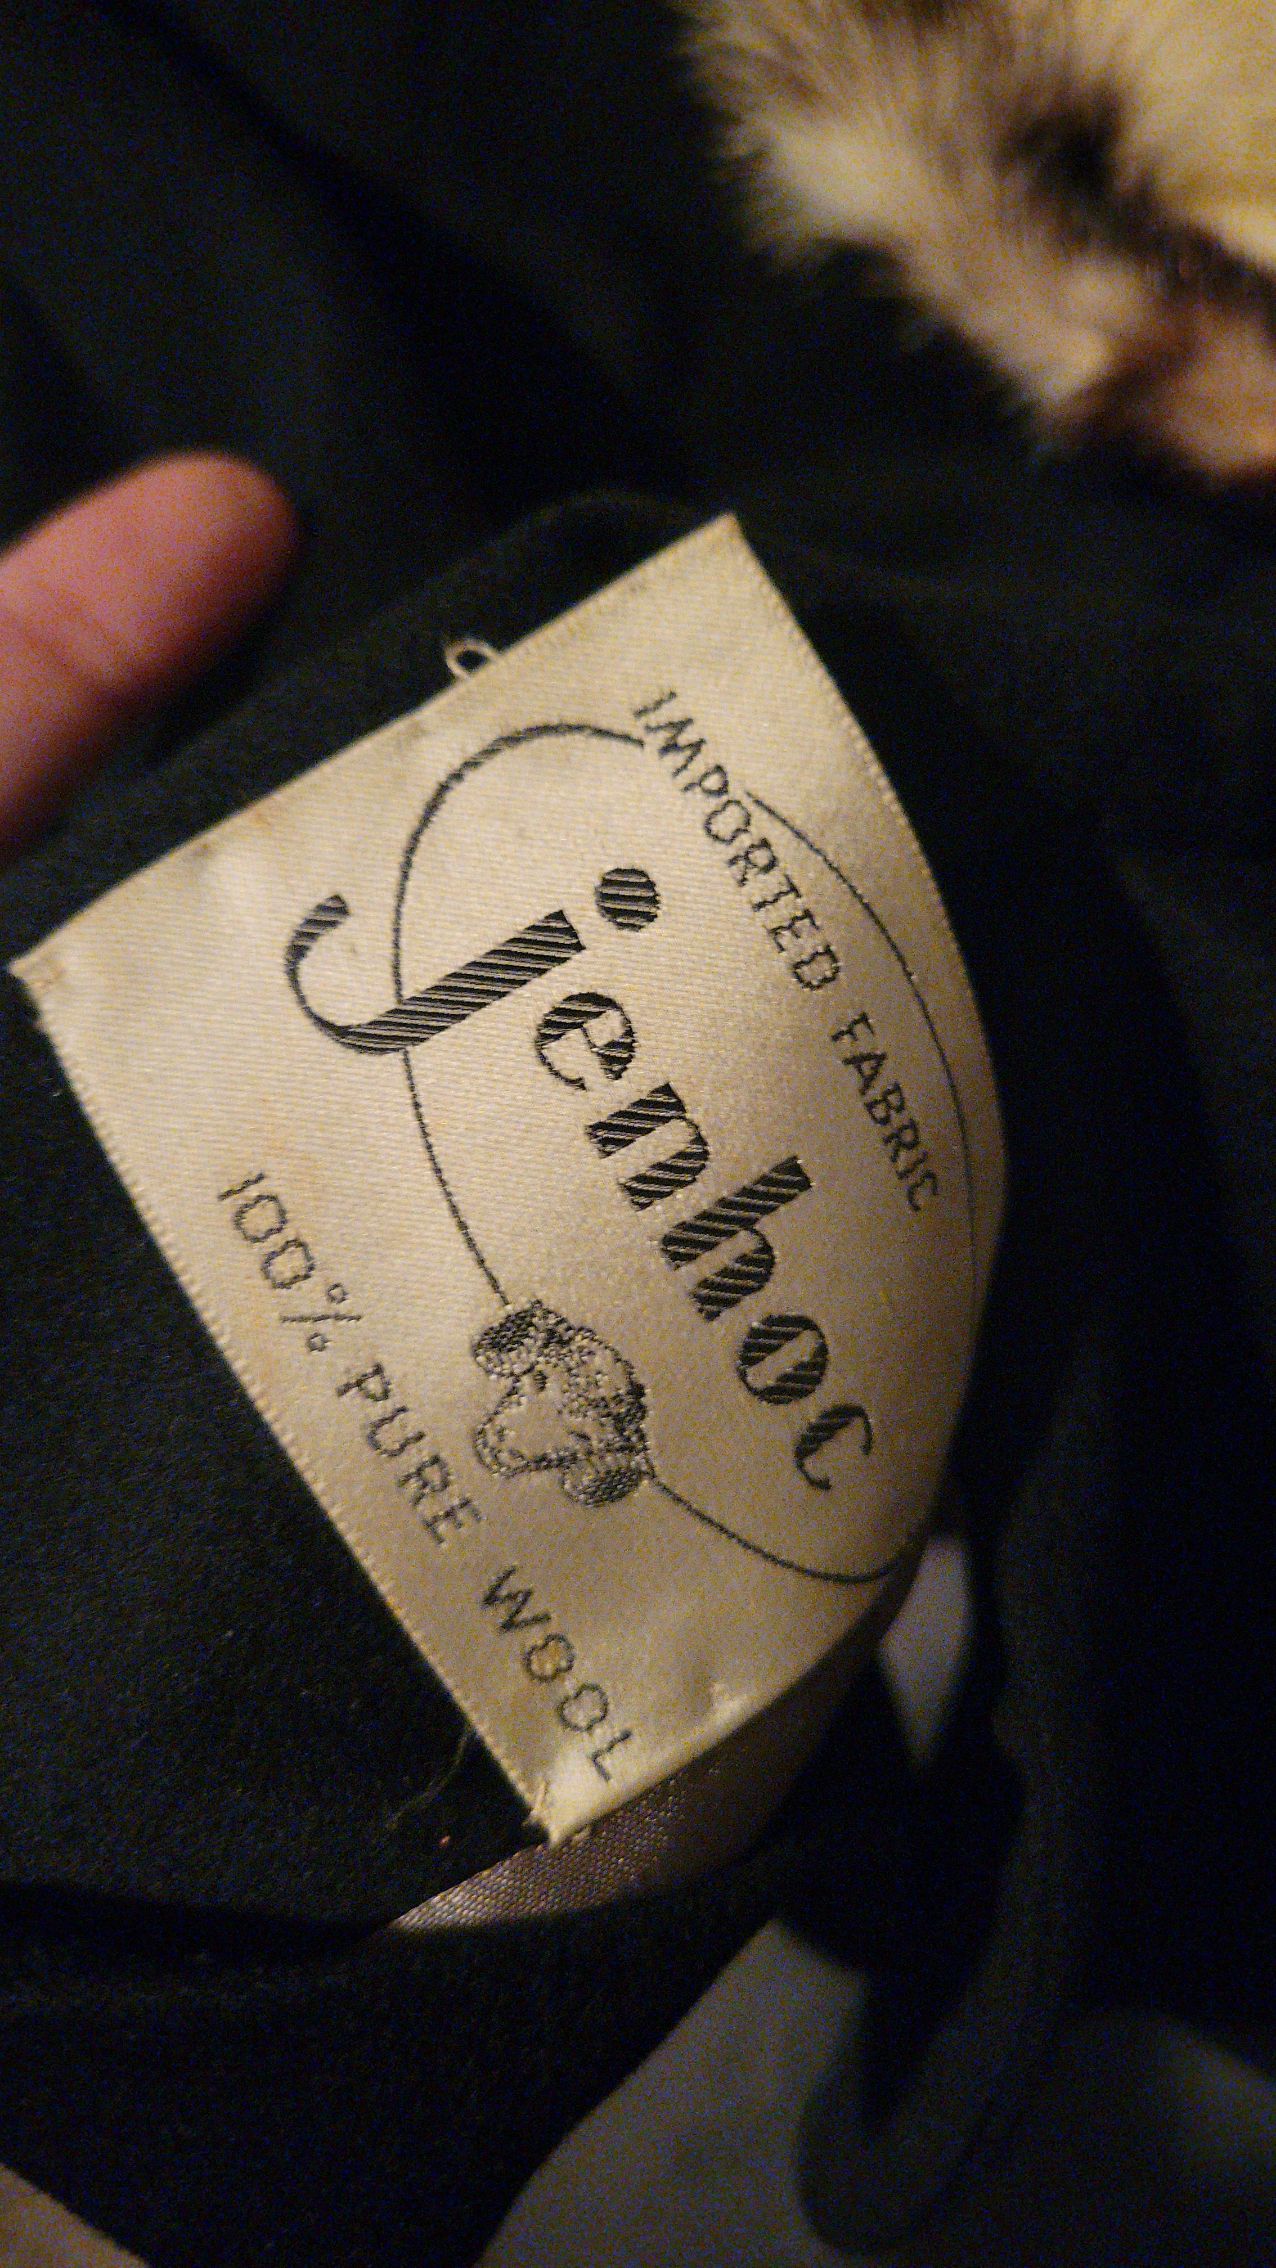 IMPORTED FABRIC
jenhoc
100% PURE WOOL